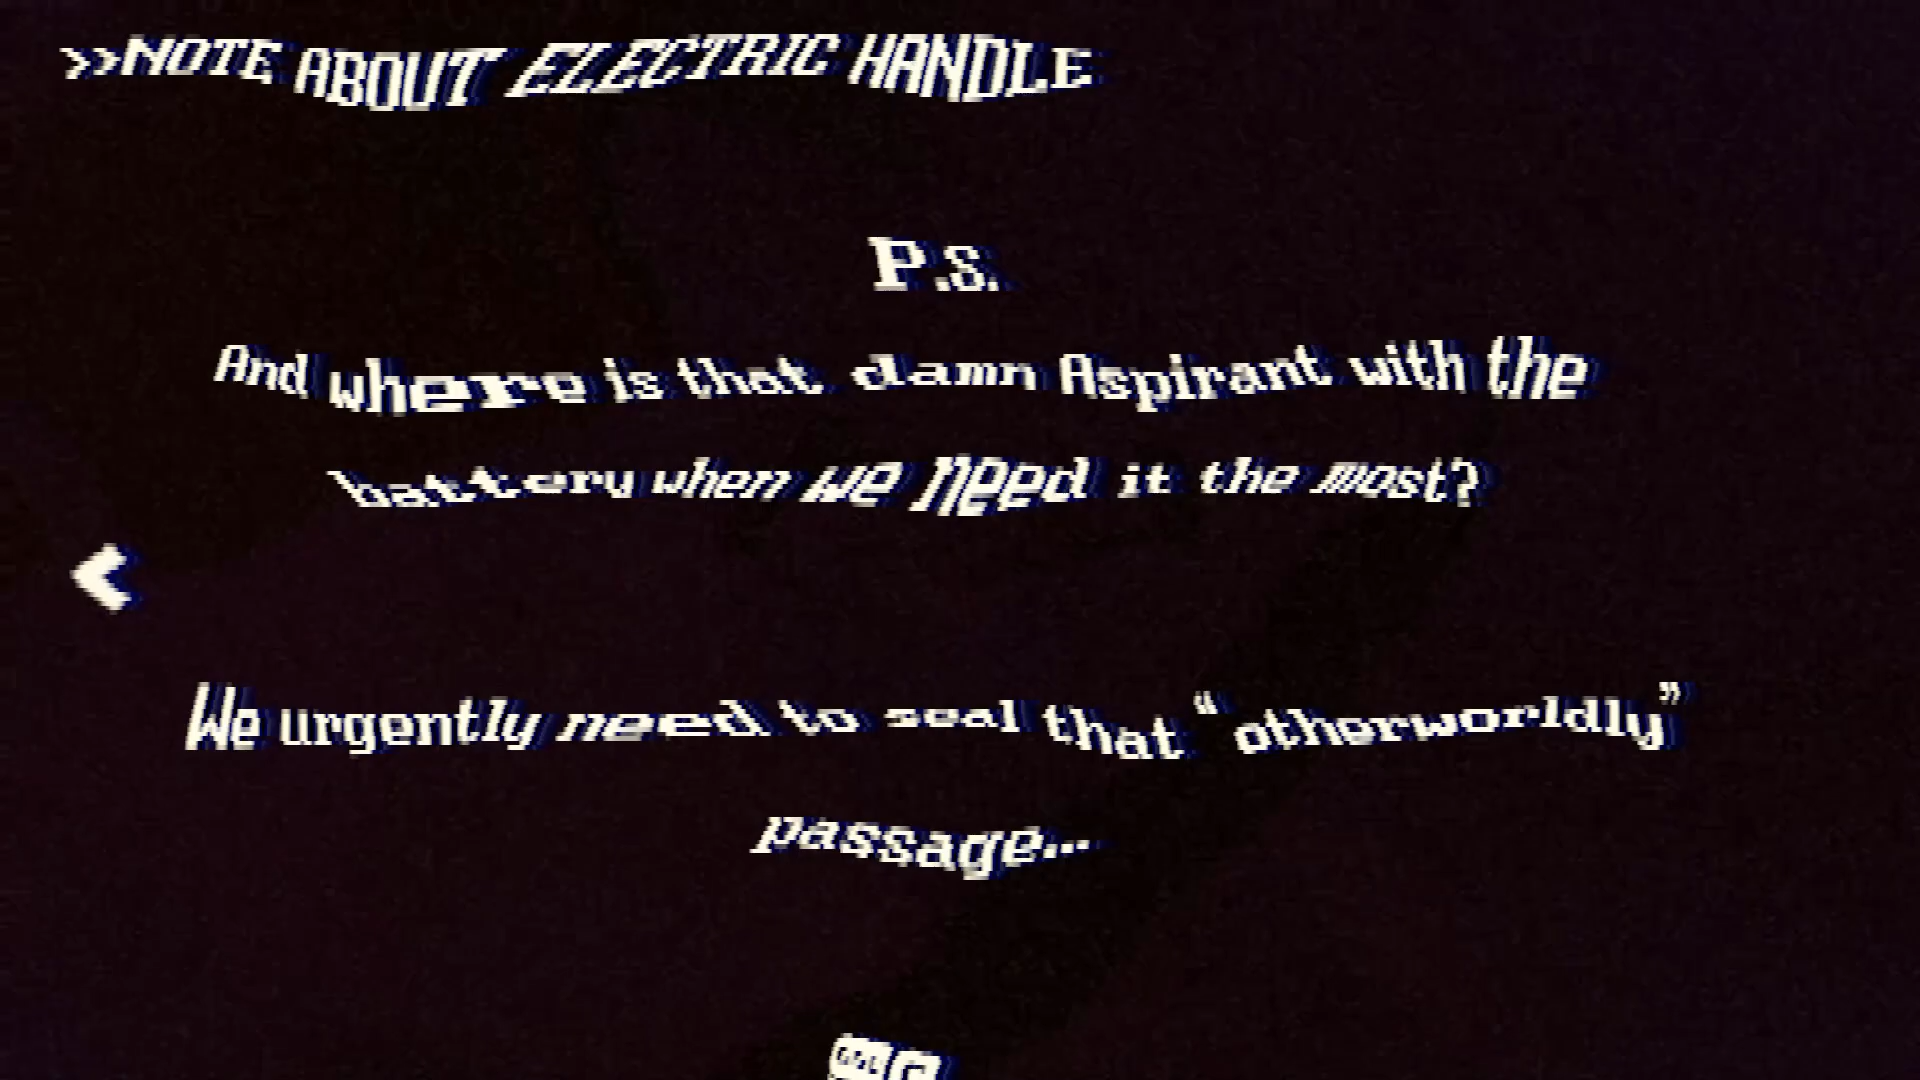 >>NOTE ABOUT ELECTRIC HANDLE
P.S.
And where is that damn Aspirant with the
battery when we need it the most?
<
We urgently need to seal that “otherworldly”
passage...